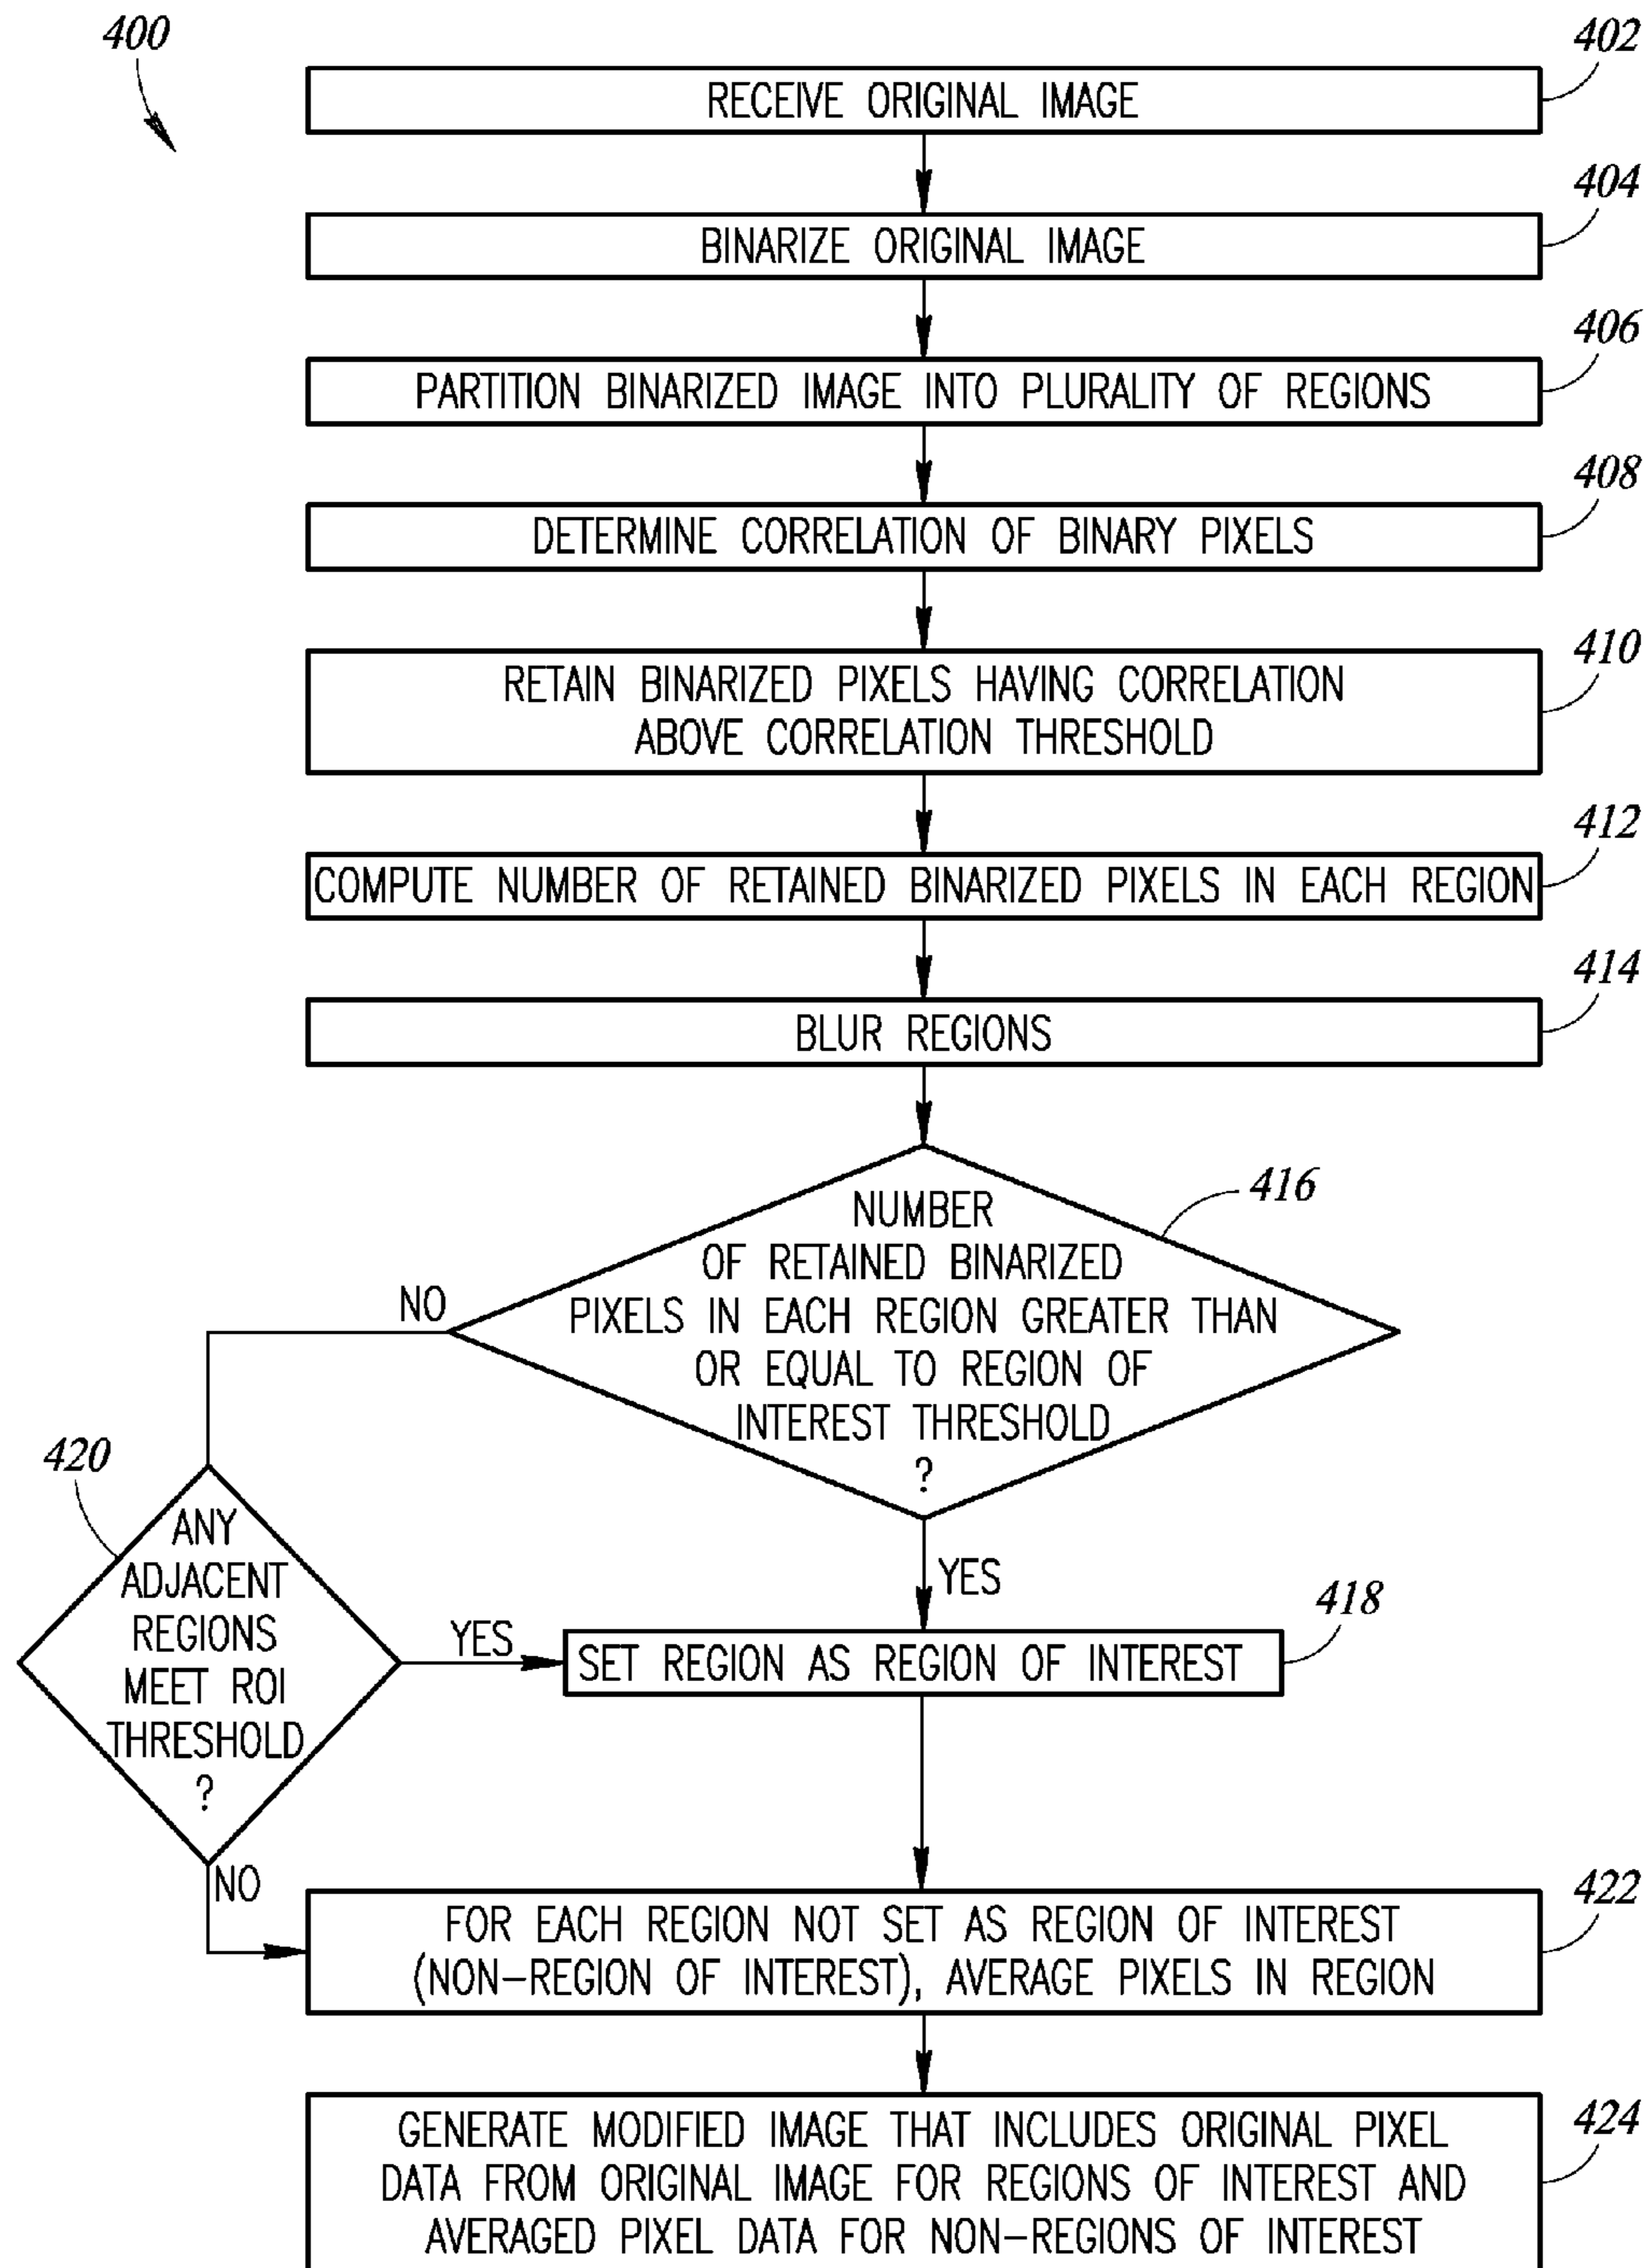 400
402
RECEIVE ORIGINAL IMAGE
404
BINARIZE ORIGINAL IMAGE
406
PARTITION BINARIZED IMAGE INTO PLURALITY OF REGIONS
408
DETERMINE CORRELATION OF BINARY PIXELS
410
RETAIN BINARIZED PIXELS HAVING CORRELATION
ABOVE CORRELATION THRESHOLD
412
COMPUTE NUMBER OF RETAINED BINARIZED PIXELS IN EACH REGION
414
BLUR REGIONS
416
NUMBER
OF RETAINED BINARIZED
PIXELS IN EACH REGION GREATER THAN
OR EQUAL TO REGION OF
INTEREST THRESHOLD
?
NO
YES
420
ANY
ADJACENT
REGIONS
MEET ROI
THRESHOLD
?
YES
NO
418
SET REGION AS REGION OF INTEREST
422
FOR EACH REGION NOT SET AS REGION OF INTEREST
(NON-REGION OF INTEREST), AVERAGE PIXELS IN REGION
424
GENERATE MODIFIED IMAGE THAT INCLUDES ORIGINAL PIXEL
DATA FROM ORIGINAL IMAGE FOR REGIONS OF INTEREST AND
AVERAGED PIXEL DATA FOR NON-REGIONS OF INTEREST